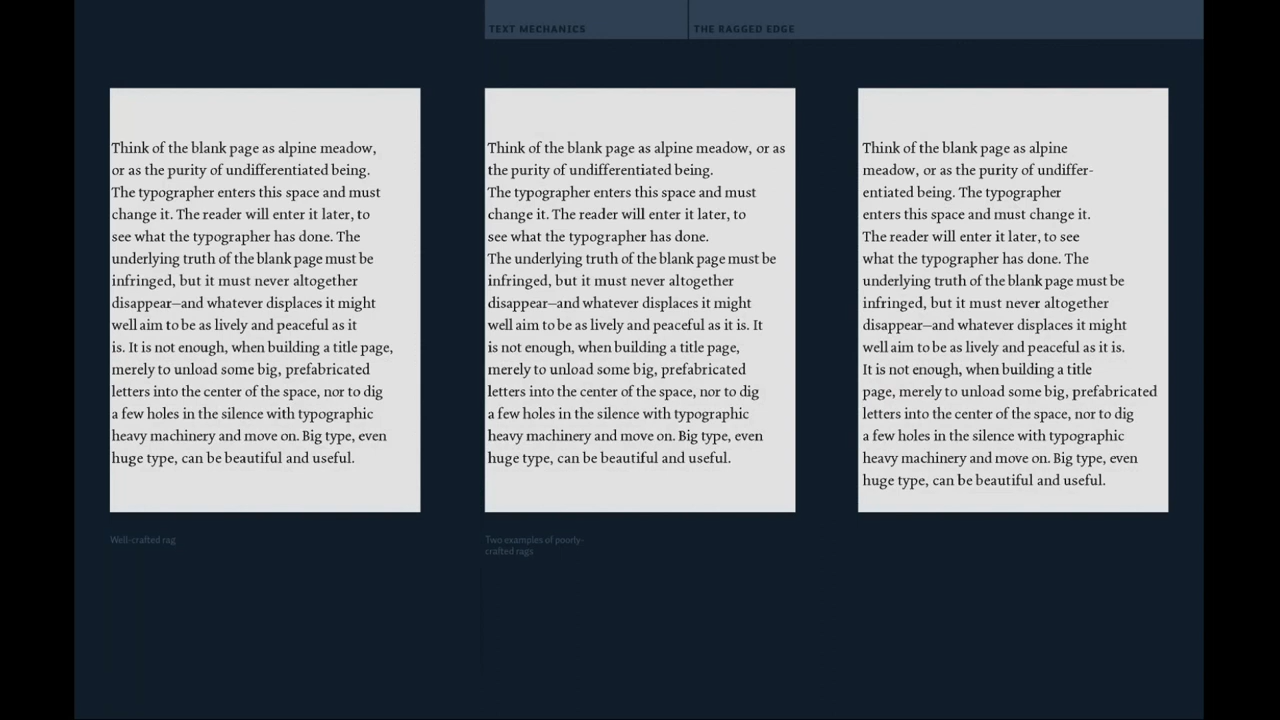 TEXT MECHANICS
THE RAGGED EDGE
Think of the blank page as alpine meadow,
or as the purity of undifferentiated being.
The typographer enters this space and must
change it. The reader will enter it later, to
see what the typographer has done. The
underlying truth of the blank page must be
infringed, but it must never altogether
disappear—and whatever displaces it might
well aim to be as lively and peaceful as it
is. It is not enough, when building a title page,
merely to unload some big, prefabricated
letters into the center of the space, nor to dig
a few holes in the silence with typographic
heavy machinery and move on. Big type, even
huge type, can be beautiful and useful.
Well-crafted rag
Think of the blank page as alpine meadow, or as
the purity of undifferentiated being.
The typographer enters this space and must
change it. The reader will enter it later, to
see what the typographer has done.
The underlying truth of the blank page must be
infringed, but it must never altogether
disappear—and whatever displaces it might
well aim to be as lively and peaceful as it is. It
is not enough, when building a title page,
merely to unload some big, prefabricated
letters into the center of the space, nor to dig
a few holes in the silence with typographic
heavy machinery and move on. Big type, even
huge type, can be beautiful and useful.
Two examples of poorly-
crafted rags
Think of the blank page as alpine
meadow, or as the purity of undiffer-
entiated being. The typographer
enters this space and must change it.
The reader will enter it later, to see
what the typographer has done. The
underlying truth of the blank page must be
infringed, but it must never altogether
disappear—and whatever displaces it might
well aim to be as lively and peaceful as it is.
It is not enough, when building a title
page, merely to unload some big, prefabricated
letters into the center of the space, nor to dig
a few holes in the silence with typographic
heavy machinery and move on. Big type, even
huge type, can be beautiful and useful.